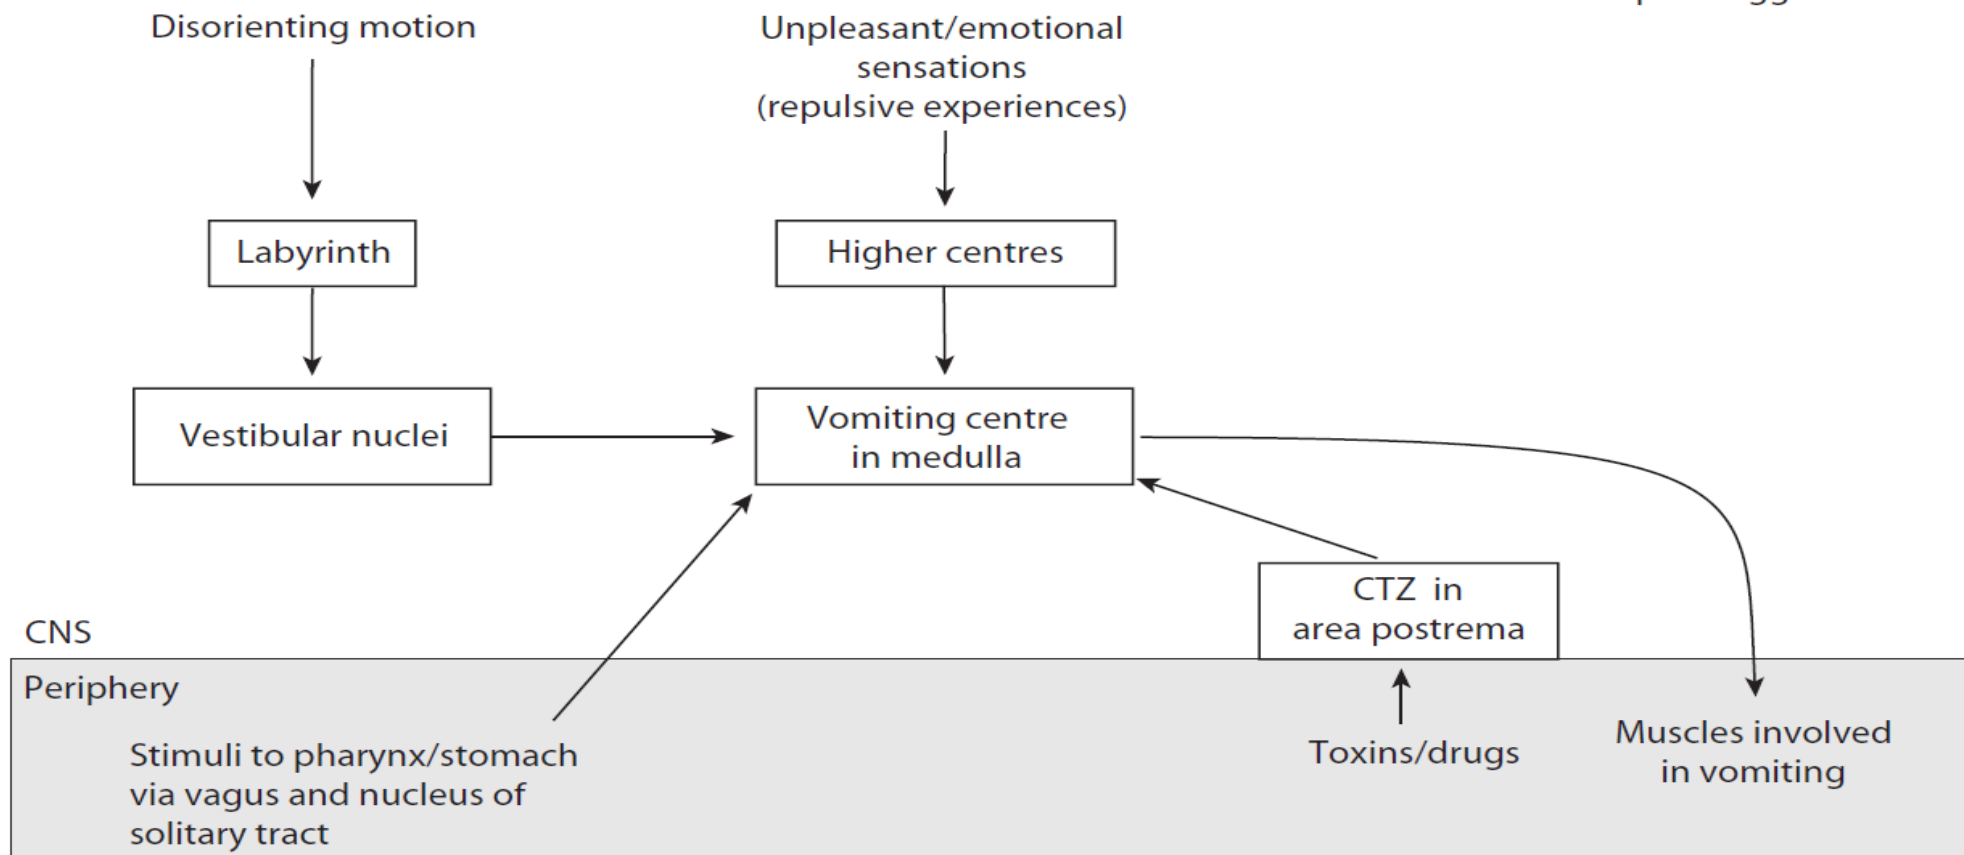 Disorienting motion
Unpleasant/emotional
sensations
(repulsive experiences)
Labyrinth
Higher centres
Vestibular nuclei
Vomiting centre
in medulla
CTZ in
area postrema
CNS
Periphery
Stimuli to pharynx/stomach
via vagus and nucleus of
solitary tract
Toxins/drugs
Muscles involved
in vomiting